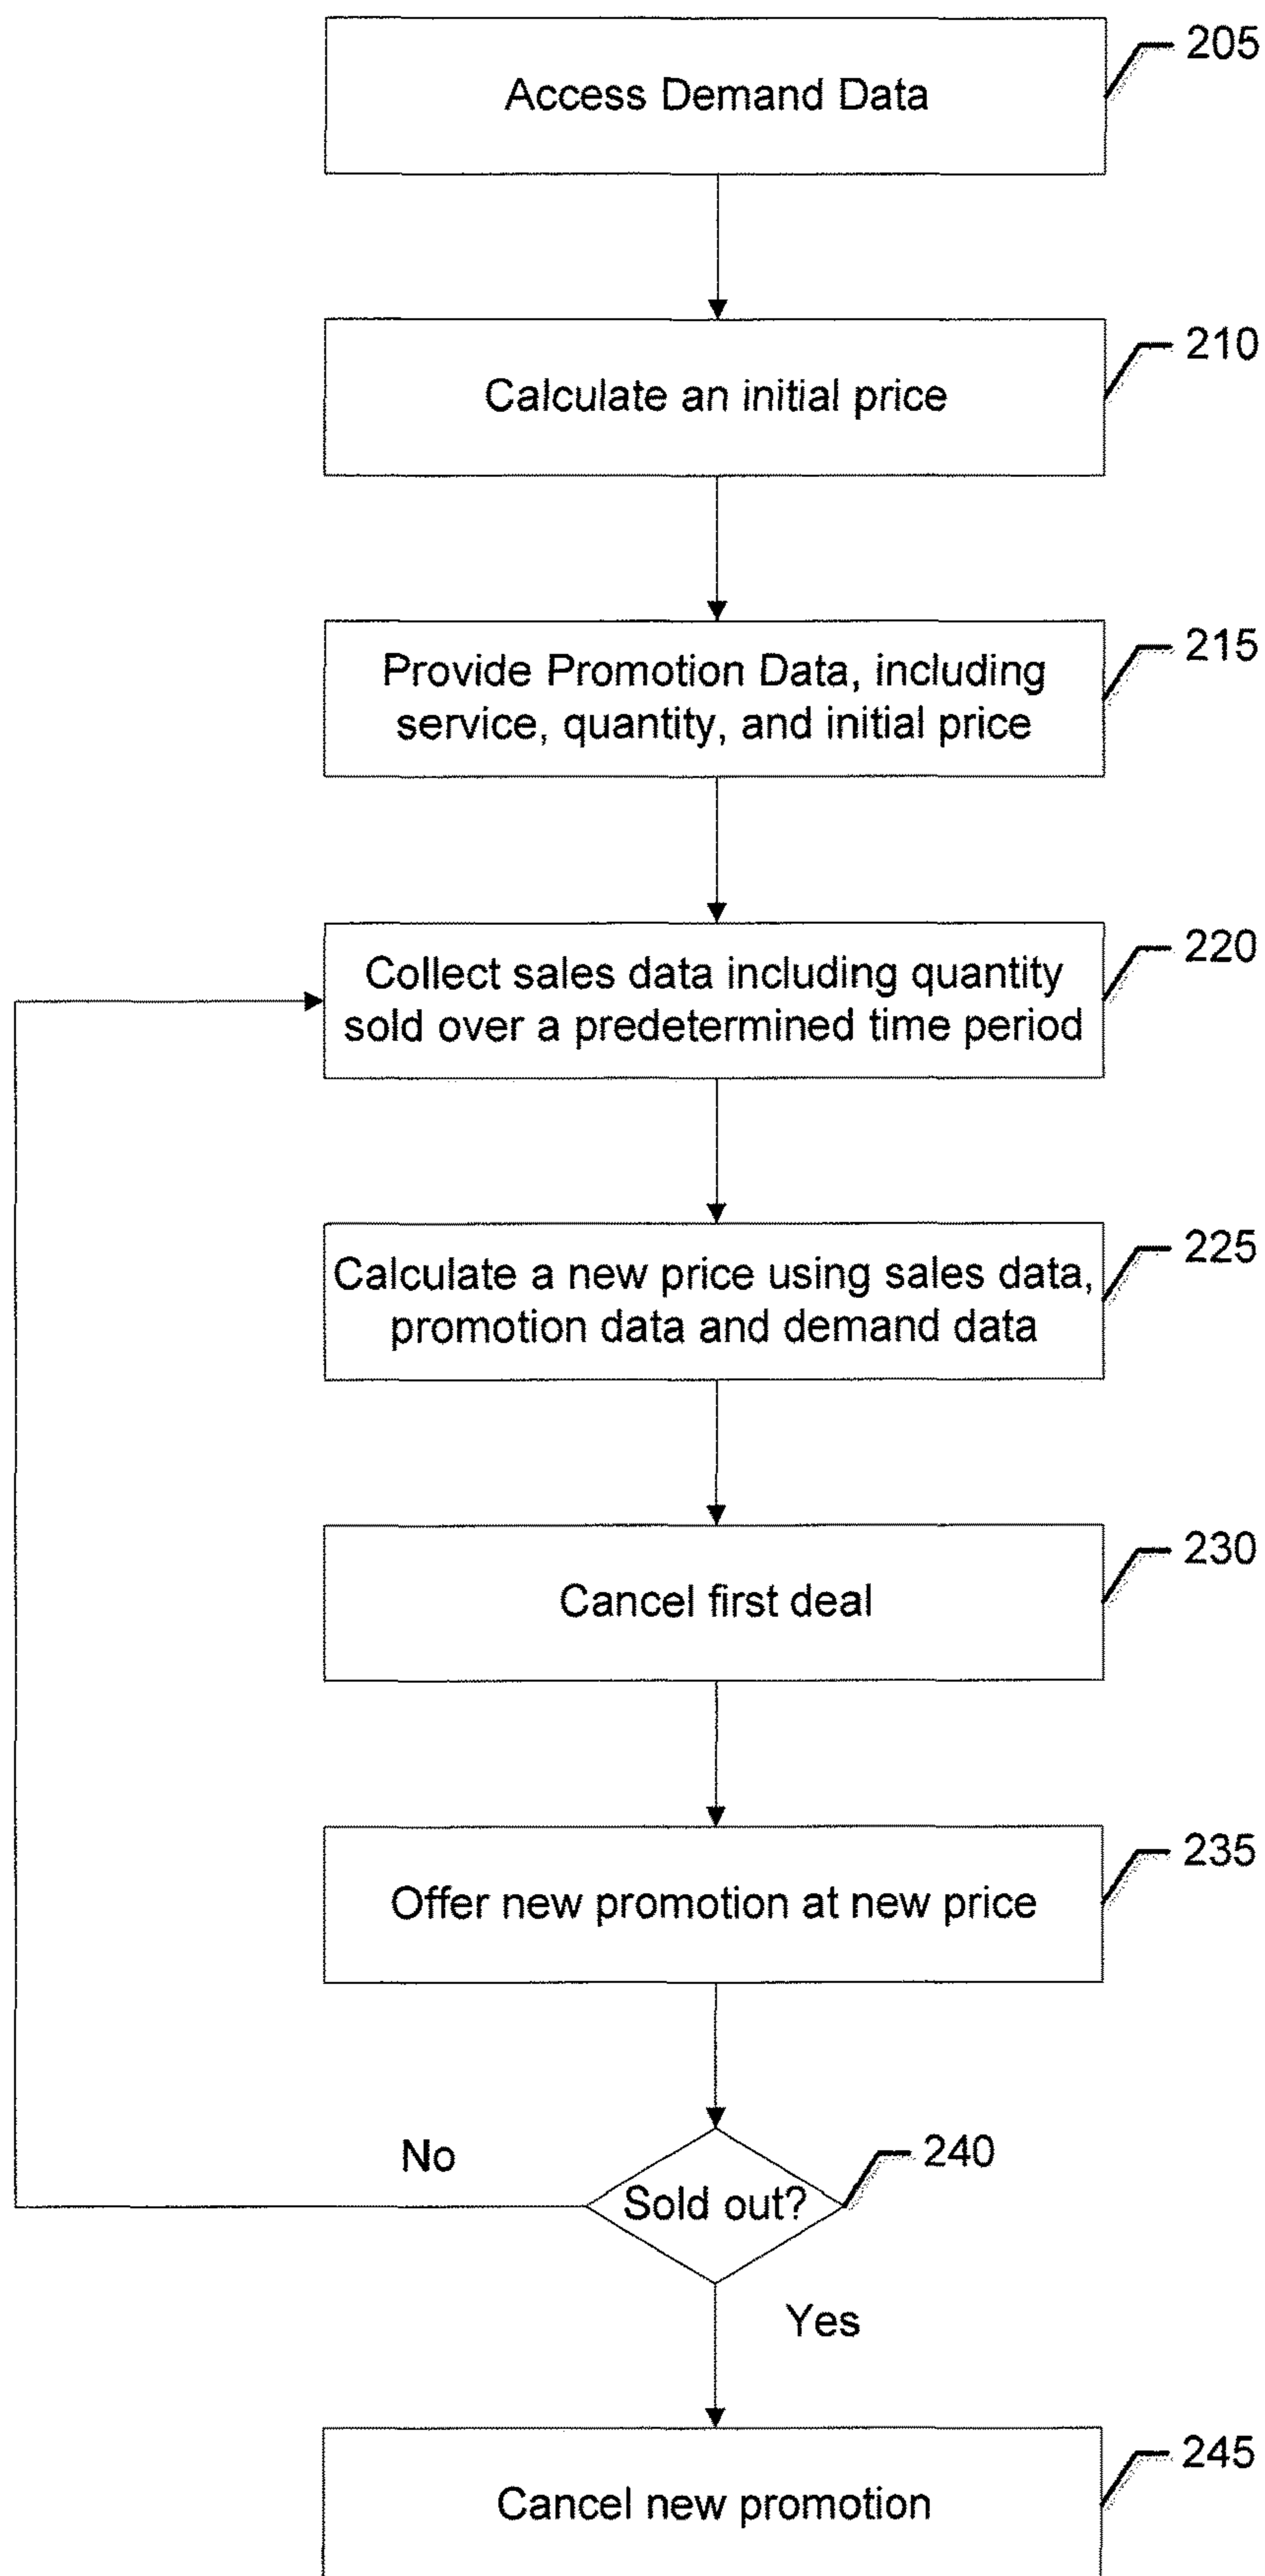 205
Access Demand Data
210
Calculate an initial price
215
Provide Promotion Data, including
service, quantity, and initial price
220
Collect sales data including quantity
sold over a predetermined time period
225
Calculate a new price using sales data,
promotion data and demand data
230
Cancel first deal
235
Offer new promotion at new price
No
240
Sold out?
Yes
245
Cancel new promotion